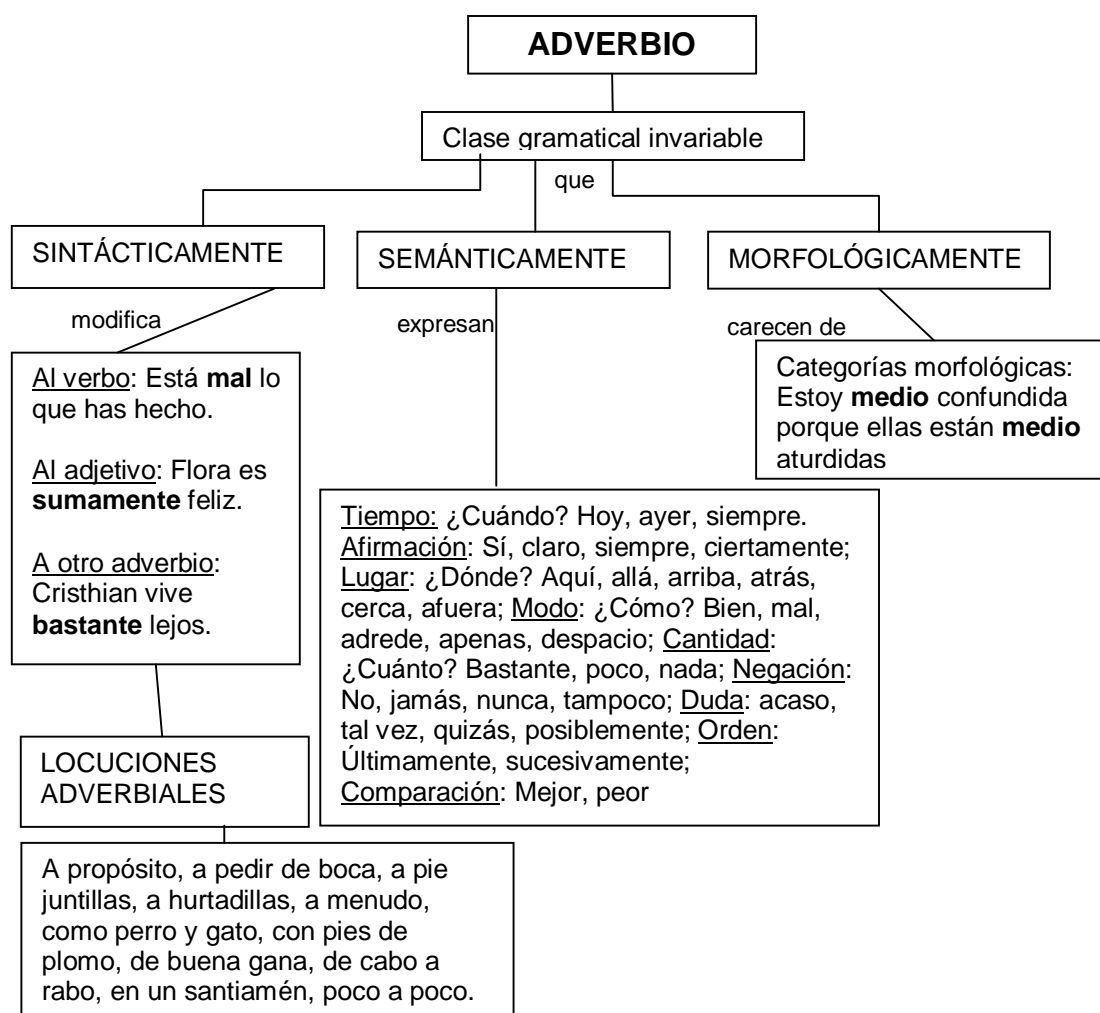 ADVERBIO
Clase gramatical invariable
que
SINTÁCTICAMENTE
SEMÁNTICAMENTE
MORFOLÓGICAMENTE
modifica
expresan
carecen de
Al verbo: Está mal lo
que has hecho.
Al adjetivo: Flora es
sumamente feliz.
A otro adverbio:
Cristhian vive
bastante lejos.
Categorías morfológicas:
Estoy medio confundida
porque ellas están medio
aturdidas
Tiempo: ¿Cuándo? Hoy, ayer, siempre.
Afirmación: Sí, claro, siempre, ciertamente;
Lugar: ¿Dónde? Aquí, allá, arriba, atrás,
cerca, afuera; Modo: ¿Cómo? Bien, mal,
adrede, apenas, despacio; Cantidad:
¿Cuánto? Bastante, poco, nada; Negación:
No, jamás, nunca, tampoco; Duda: acaso,
tal vez, quizás, posiblemente; Orden:
Últimamente, sucesivamente;
Comparación: Mejor, peor
LOCUCIONES
ADVERBIALES
A propósito, a pedir de boca, a pie
juntillas, a hurtadillas, a menudo,
como perro y gato, con pies de
plomo, de buena gana, de cabo a
rabo, en un santiamén, poco a poco.